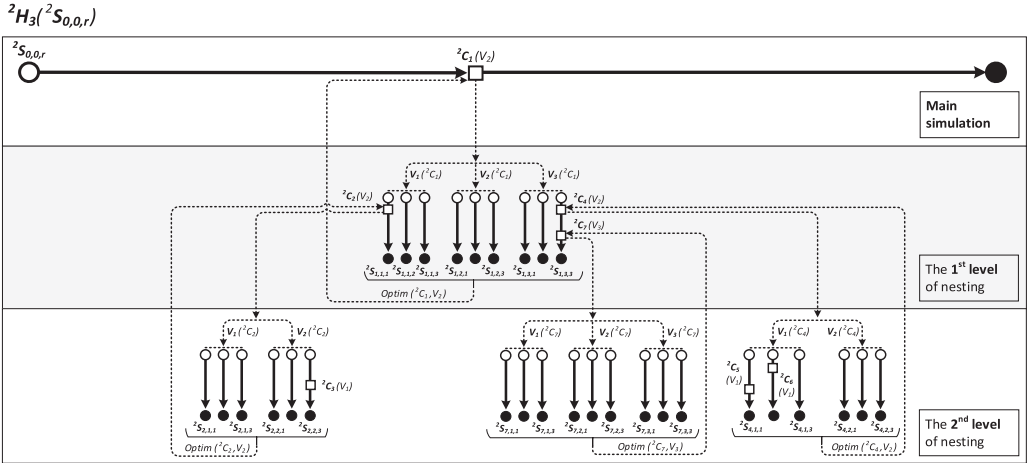 ²H₃(²S₀,₀,ᵣ)
²S₀,₀,ᵣ
²C₁(V₂)
Main
simulation
V₁(²C₁) V₂(²C₁) V₃(²C₁)
²C₂(V₂) ²C₄(V₂)
²C₇(V₃)
²S₁,₁,₁ ²S₁,₁,₂ ²S₁,₁,₃ ²S₁,₂,₁ ²S₁,₂,₃ ²S₁,₃,₁ ²S₁,₃,₃
Optim (²C₁,V₂)
The 1st level
of nesting
V₁(²C₂) V₂(²C₂) V₁(²C₇) V₂(²C₇) V₃(²C₇) V₁(²C₄) V₂(²C₄)
²C₃(V₁) ²C₅
(V₁) ²C₆
(V₁)
²S₂,₁,₁ ²S₂,₁,₃ ²S₂,₂,₁ ²S₂,₂,₃ ²S₇,₁,₁ ²S₇,₁,₃ ²S₇,₂,₁ ²S₇,₂,₃ ²S₇,₃,₁ ²S₇,₃,₃ ²S₄,₁,₁ ²S₄,₁,₃ ²S₄,₂,₁ ²S₄,₂,₃
Optim (²C₂,V₂) Optim (²C₇,V₃) Optim (²C₄,V₂)
The 2nd level
of nesting